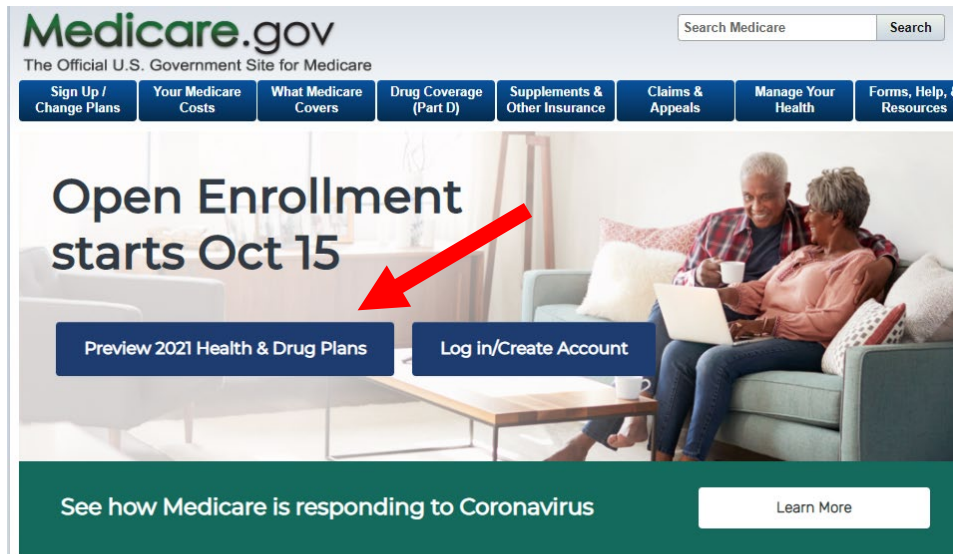 Medicare.gov
The Official U.S. Government Site for Medicare
Search Medicare
Search
Sign Up /
Change Plans
Your Medicare
Costs
What Medicare
Covers
Drug Coverage
(Part D)
Supplements &
Other Insurance
Claims &
Appeals
Manage Your
Health
Forms, Help, &
Resources
Open Enrollment
starts Oct 15
Preview 2021 Health & Drug Plans
Log in/Create Account
See how Medicare is responding to Coronavirus
Learn More